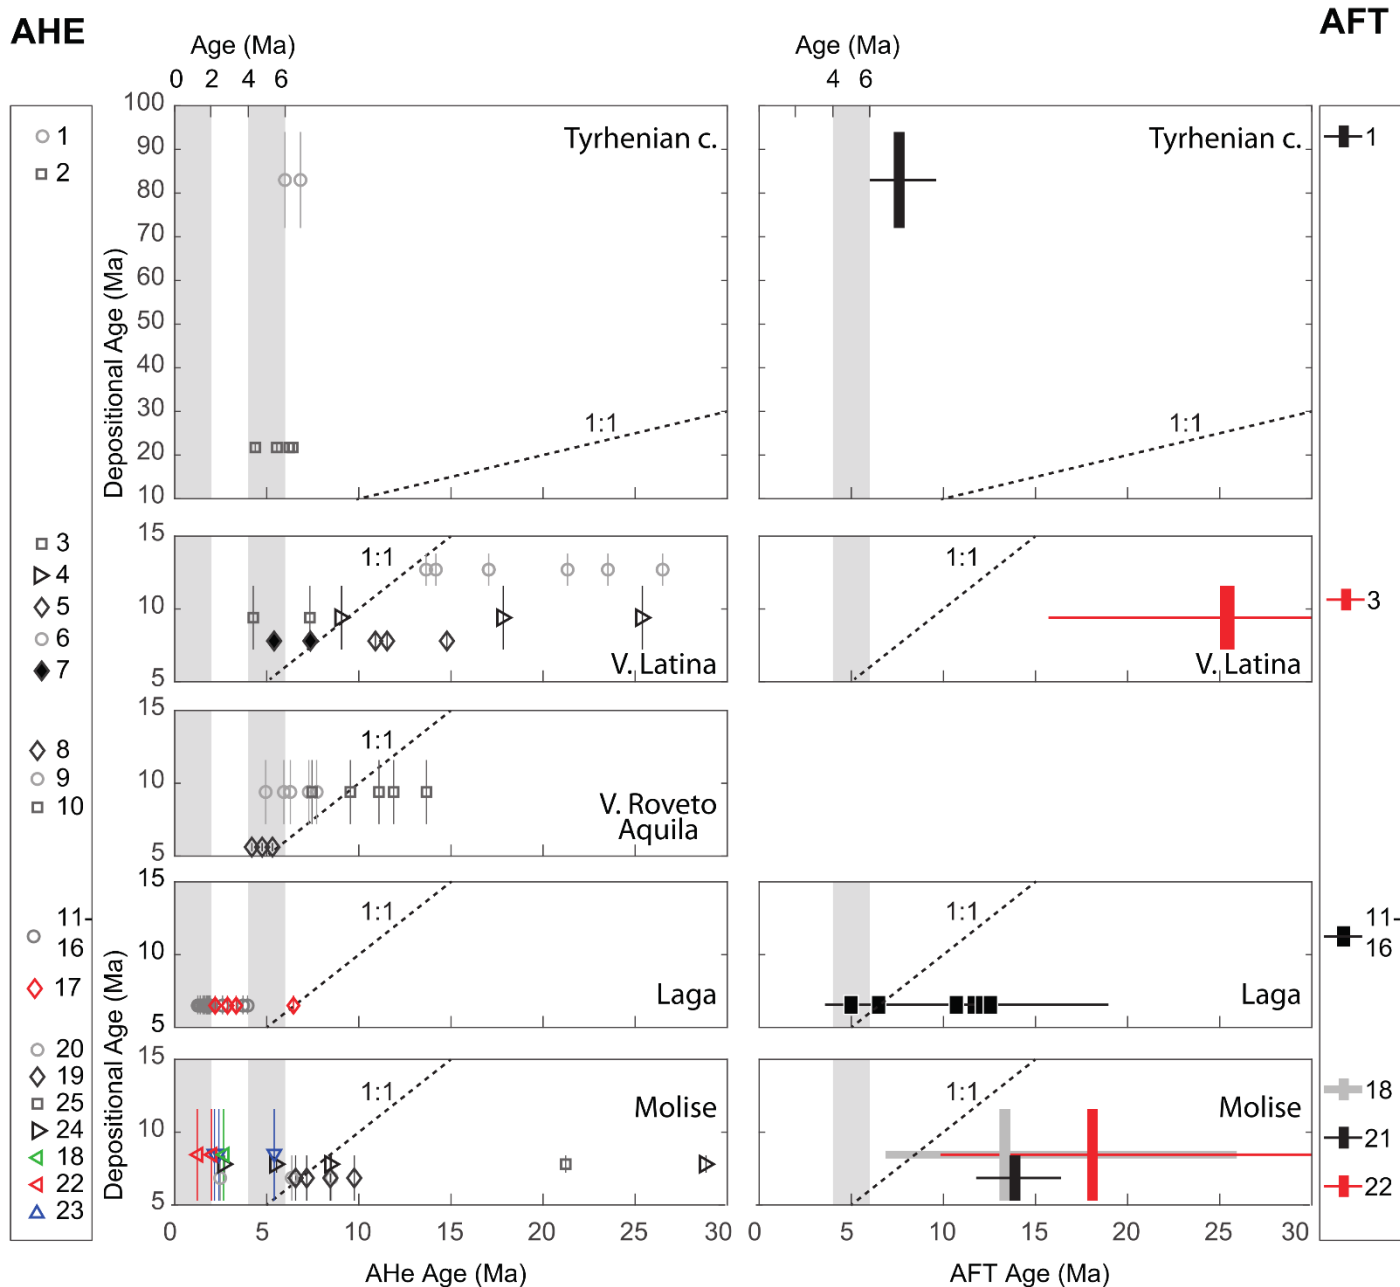 AHE
AFT
Age (Ma)
Age (Ma)
0 2 4 6
4 6
1
2
100
90
80
70
60
50
40
30
20
10
Depositional Age (Ma)
Tyrhenian c.
1:1
Tyrhenian c.
1:1
1
3
4
5
6
7
15
10
5
1:1
V. Latina
1:1
V. Latina
3
8
9
10
15
10
5
1:1
V. Roveto
Aquila
11-
16
17
15
10
5
1:1
Laga
1:1
Laga
11-
16
20
19
25
24
18
22
23
Depositional Age (Ma)
15
10
5
1:1
Molise
1:1
Molise
18
21
22
0 5 10 15 20 25 30
0 5 10 15 20 25 30
AHe Age (Ma)
AFT Age (Ma)